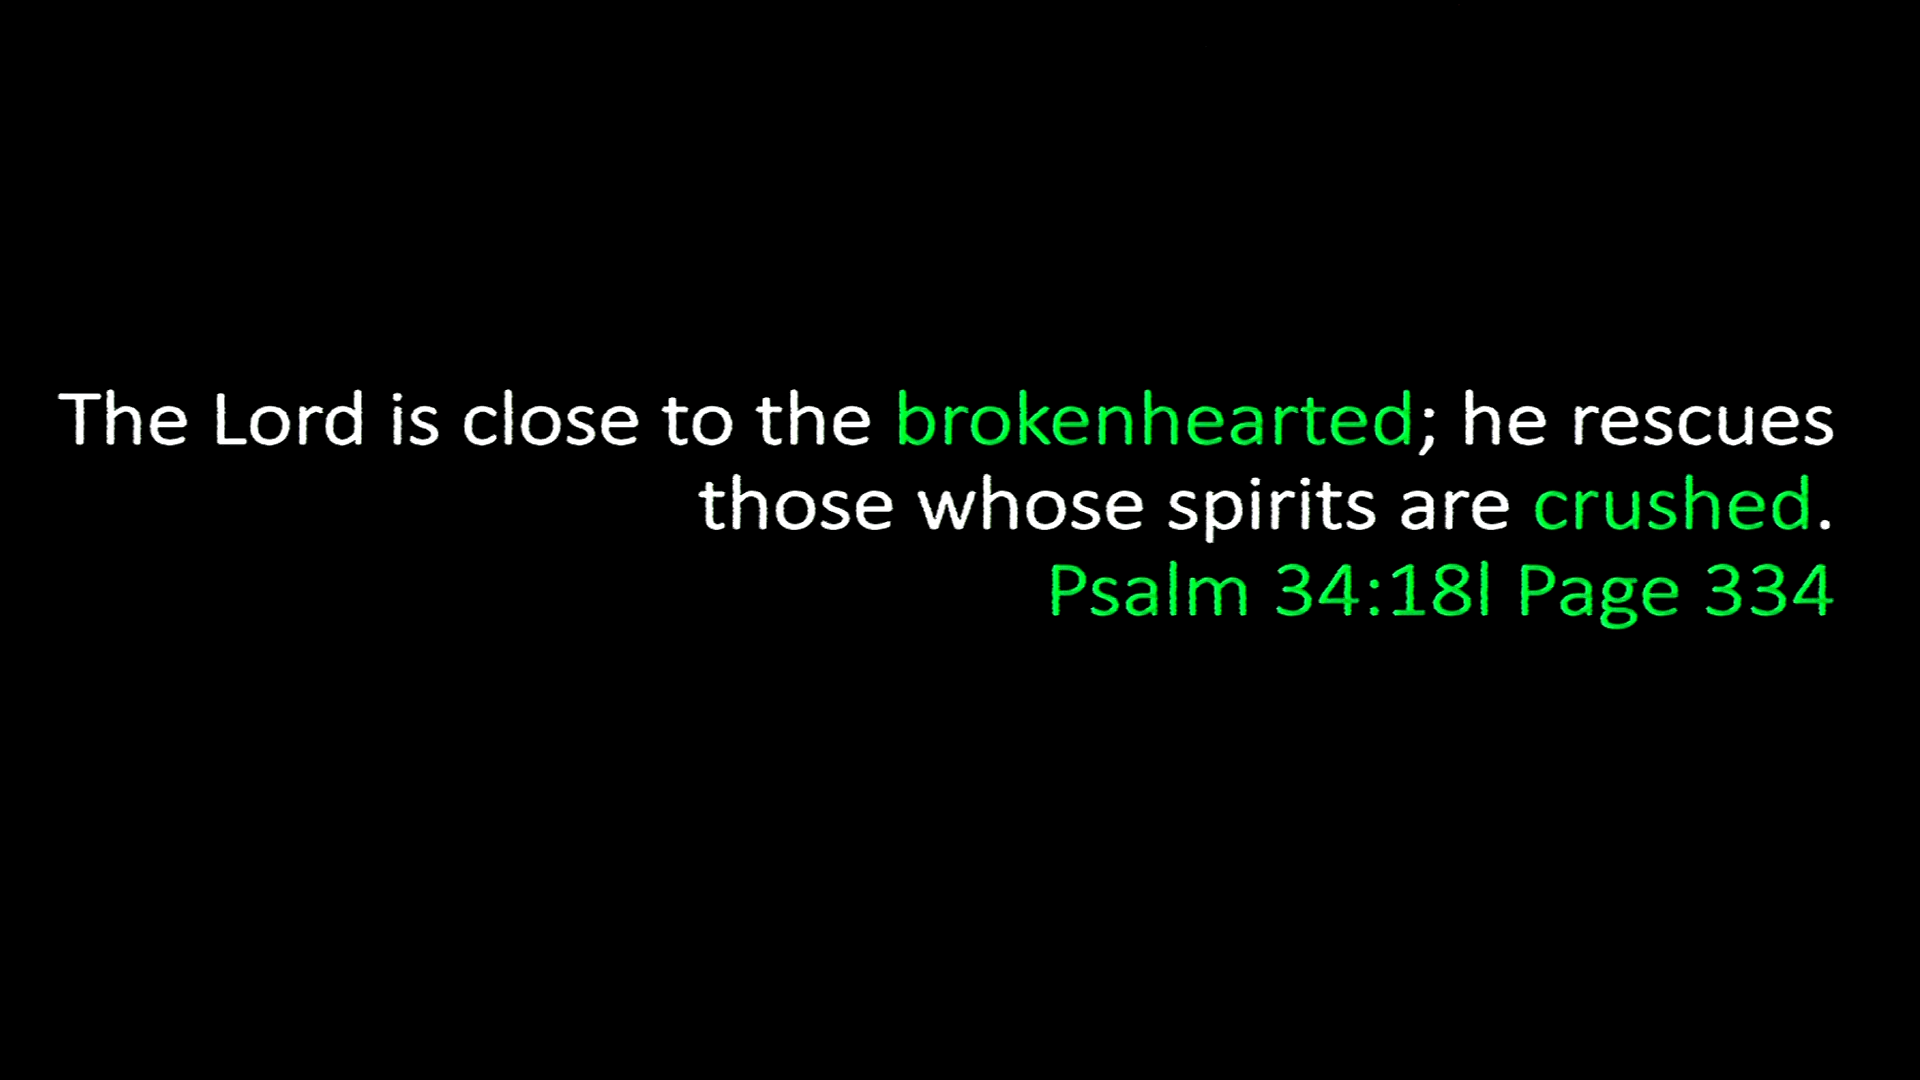 The Lord is close to the brokenhearted; he rescues
those whose spirits are crushed.
Psalm 34:18l Page 334